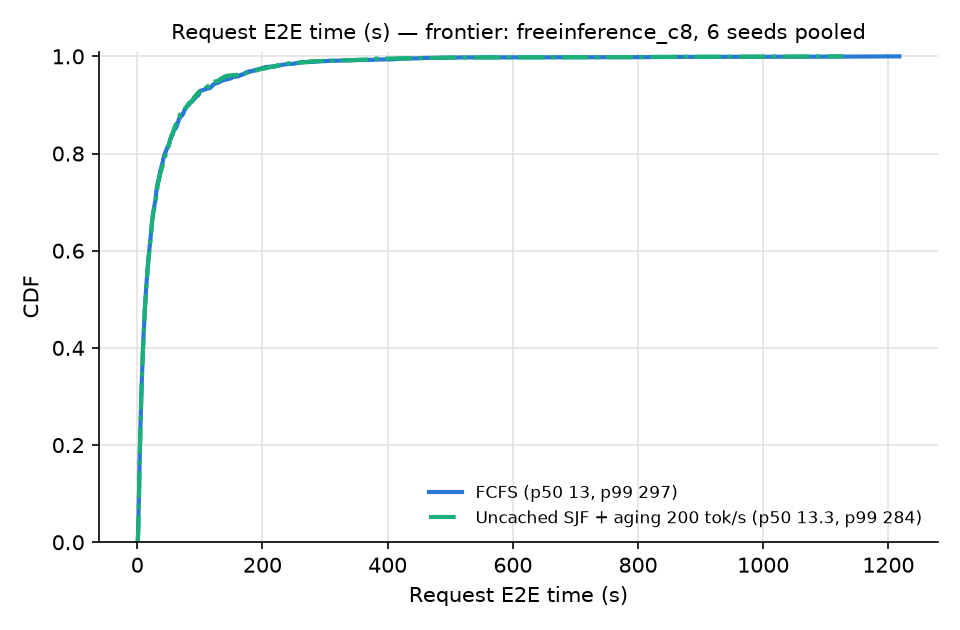 Request E2E time (s) — frontier: freeinference_c8, 6 seeds pooled
1.0
0.8
0.6
0.4
0.2
0.0
CDF
FCFS (p50 13, p99 297)
Uncached SJF + aging 200 tok/s (p50 13.3, p99 284)
0 200 400 600 800 1000 1200
Request E2E time (s)